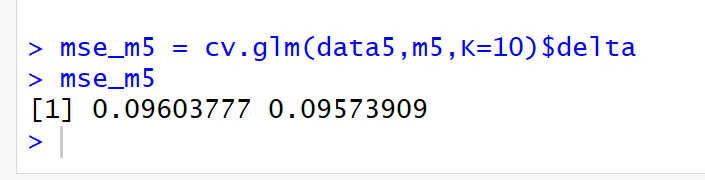 > mse_m5 = cv.glm(data5,m5,K=10)$delta
> mse_m5
[1] 0.09603777 0.09573909
>